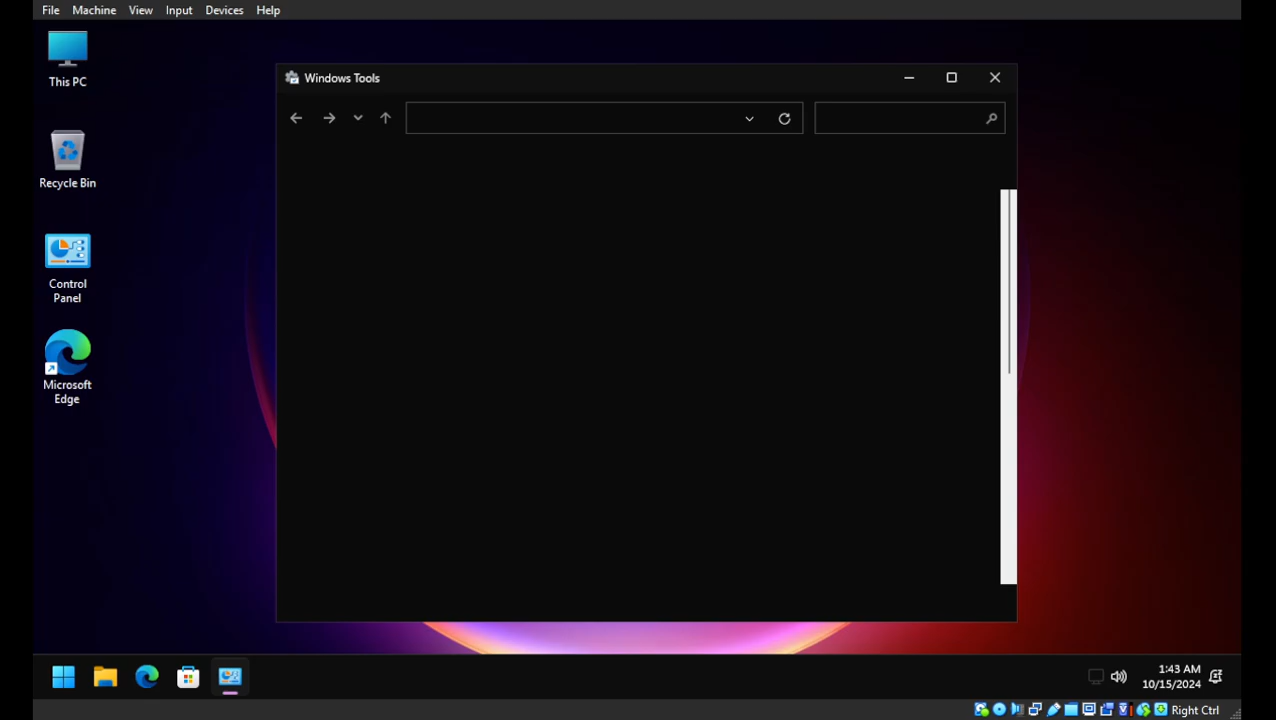 File Machine View Input Devices Help
This PC
Windows Tools
Recycle Bin
Control
Panel
Microsoft
Edge
1:43 AM
10/15/2024
Right Ctrl